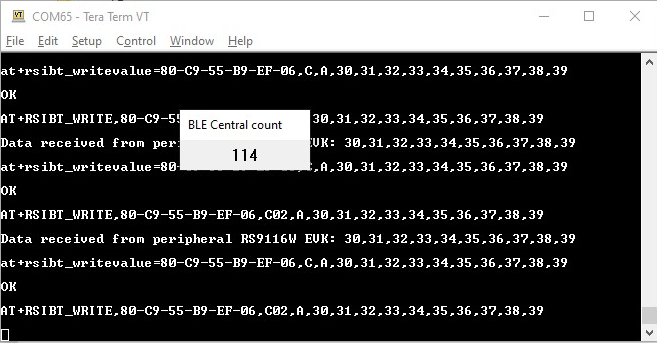 COM65 - Tera Term VT
File Edit Setup Control Window Help
at+rsibt_writevalue=80-C9-55-B9-EF-06,C,A,30,31,32,33,34,35,36,37,38,39
OK
AT+RSIBT_WRITE,80-C9
BLE Central count
30,31,32,33,34,35,36,37,38,39
Data received from peri
EVK: 30,31,32,33,34,35,36,37,38,39
114
at+rsibt_writevalue=80-C9-55-B9-EF-06,C,A,30,31,32,33,34,35,36,37,38,39
OK
AT+RSIBT_WRITE,80-C9-55-B9-EF-06,C02,A,30,31,32,33,34,35,36,37,38,39
Data received from peripheral RS9116W EVK: 30,31,32,33,34,35,36,37,38,39
at+rsibt_writevalue=80-C9-55-B9-EF-06,C,A,30,31,32,33,34,35,36,37,38,39
OK
AT+RSIBT_WRITE,80-C9-55-B9-EF-06,C02,A,30,31,32,33,34,35,36,37,38,39